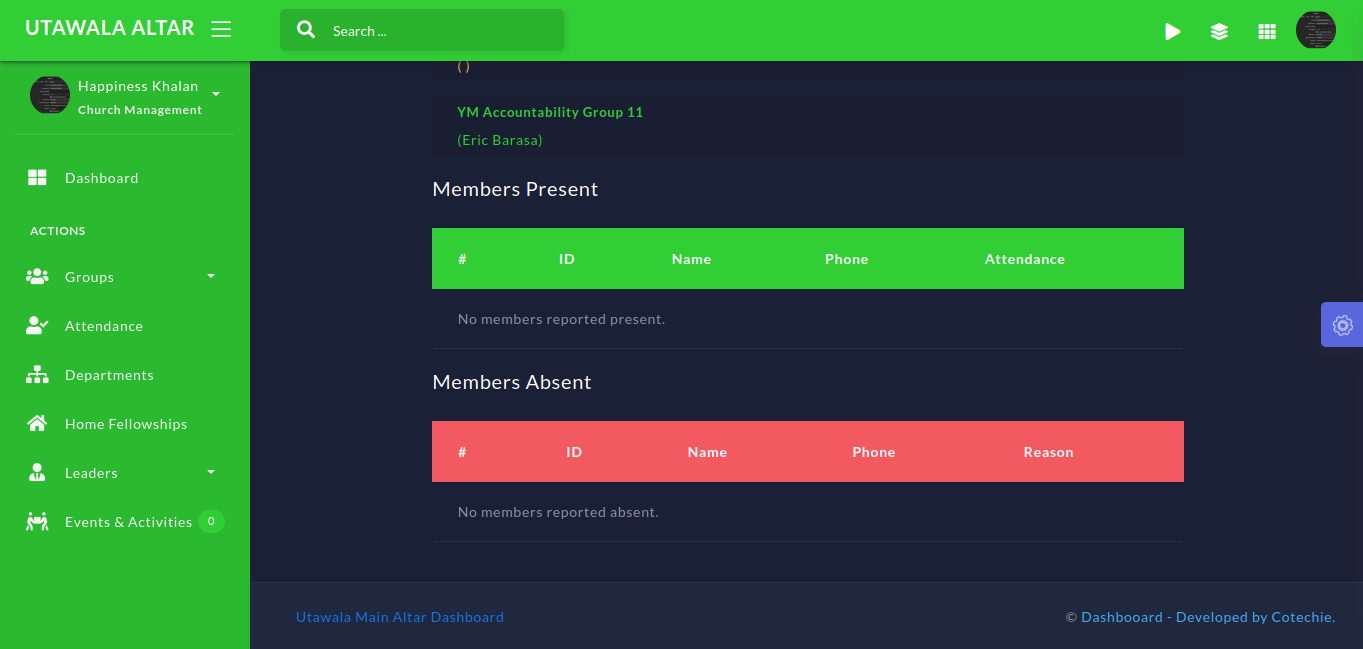 UTAWALA ALTAR
Search ...
Happiness Khalan
Church Management
Dashboard
ACTIONS
Groups
Attendance
Departments
Home Fellowships
Leaders
Events & Activities 0
( )
YM Accountability Group 11
(Eric Barasa)
Members Present
# ID Name Phone Attendance
No members reported present.
Members Absent
# ID Name Phone Reason
No members reported absent.
Utawala Main Altar Dashboard
© Dashbooard - Developed by Cotechie.